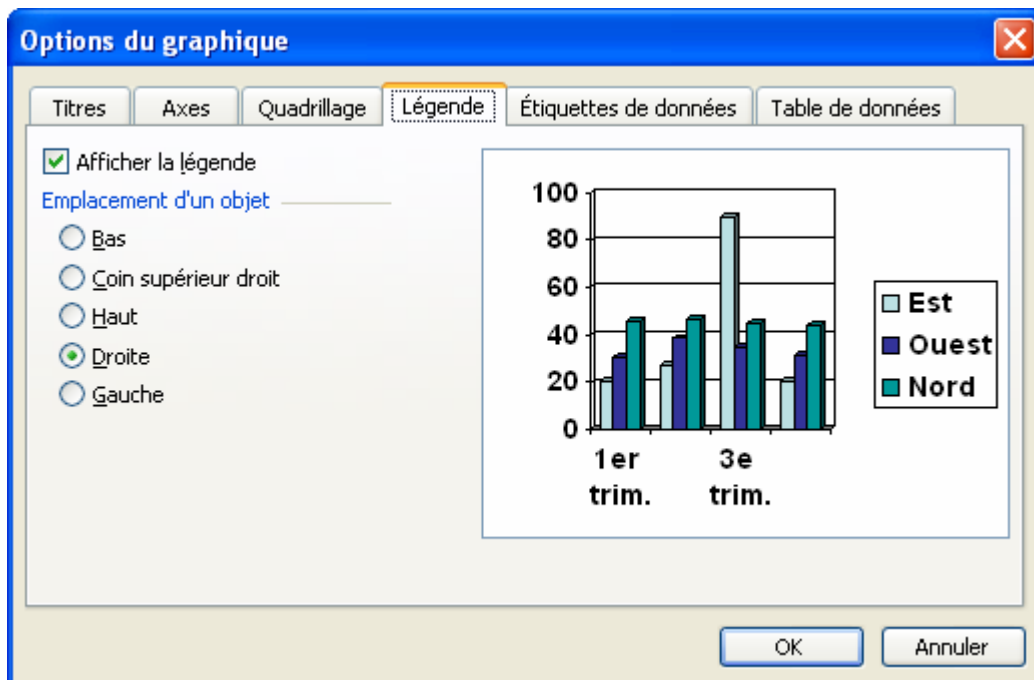 Options du graphique
Titres Axes Quadrillage Légende Étiquettes de données Table de données
Afficher la légende
Emplacement d'un objet
Bas
Coin supérieur droit
Haut
Droite
Gauche
100
80
60
40
20
0
1er trim.
3e trim.
Est
Ouest
Nord
OK Annuler